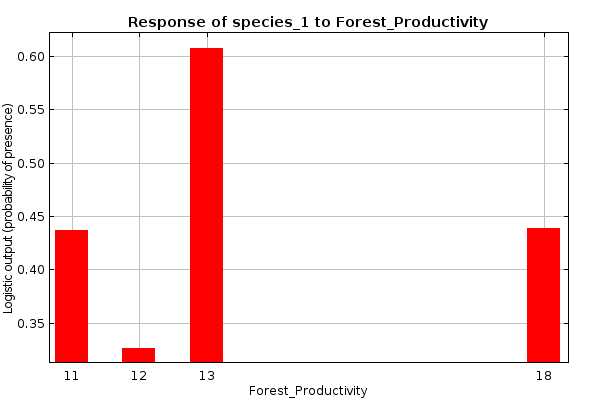 Response of species_1 to Forest_Productivity
Logistic output (probability of presence)
0.60
0.55
0.50
0.45
0.40
0.35
11 12 13 18
Forest_Productivity